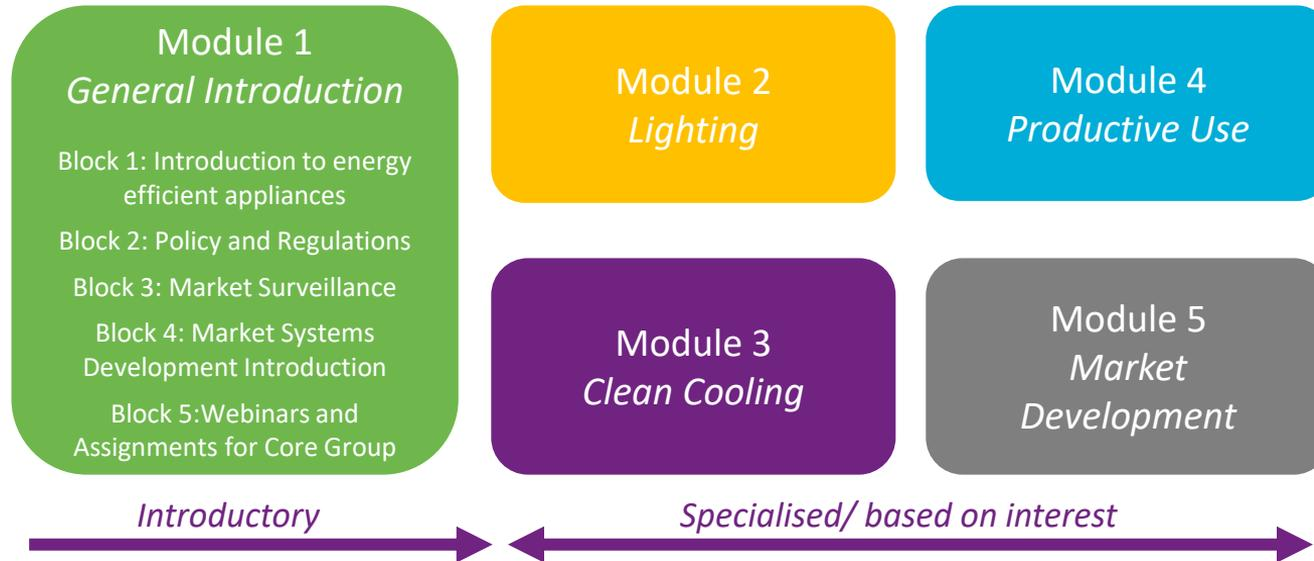 Module 1
General Introduction
Block 1: Introduction to energy
efficient appliances
Block 2: Policy and Regulations
Block 3: Market Surveillance
Block 4: Market Systems
Development Introduction
Block 5:Webinars and
Assignments for Core Group
Module 2
Lighting
Module 4
Productive Use
Module 3
Clean Cooling
Module 5
Market
Development
Introductory
Specialised/ based on interest